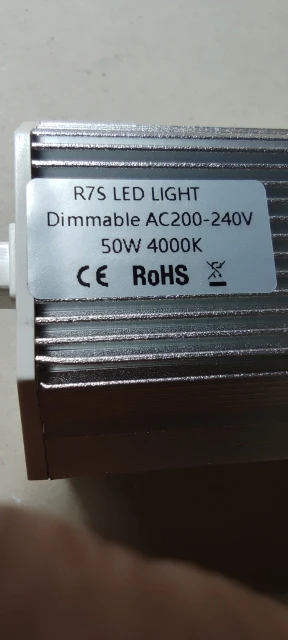 R7S LED LIGHT
Dimmable AC200-240V
50W 4000K
CE RoHS